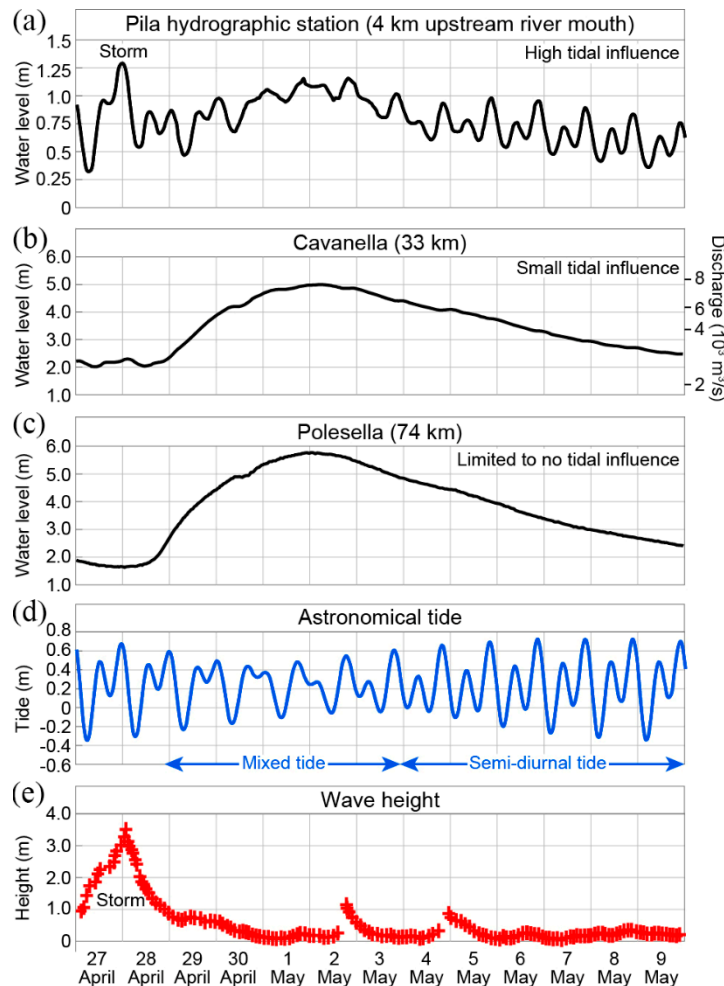 (a)
Pila hydrographic station (4 km upstream river mouth)
1.5
1.25
1.0
0.75
0.5
0.25
0
Water level (m)
Storm
High tidal influence
(b)
Cavanella (33 km)
6.0
5.0
4.0
3.0
2.0
1.0
Water level (m)
Small tidal influence
8
6
4
2
Discharge (10³ m³/s)
(c)
Polesella (74 km)
6.0
5.0
4.0
3.0
2.0
1.0
Water level (m)
Limited to no tidal influence
(d)
Astronomical tide
0.8
0.6
0.4
0.2
0
-0.2
-0.4
-0.6
Tide (m)
Mixed tide
Semi-diurnal tide
(e)
Wave height
4.0
3.0
2.0
1.0
0
Height (m)
Storm
27 28 29 30 1 2 3 4 5 6 7 8 9
April April April April May May May May May May May May May